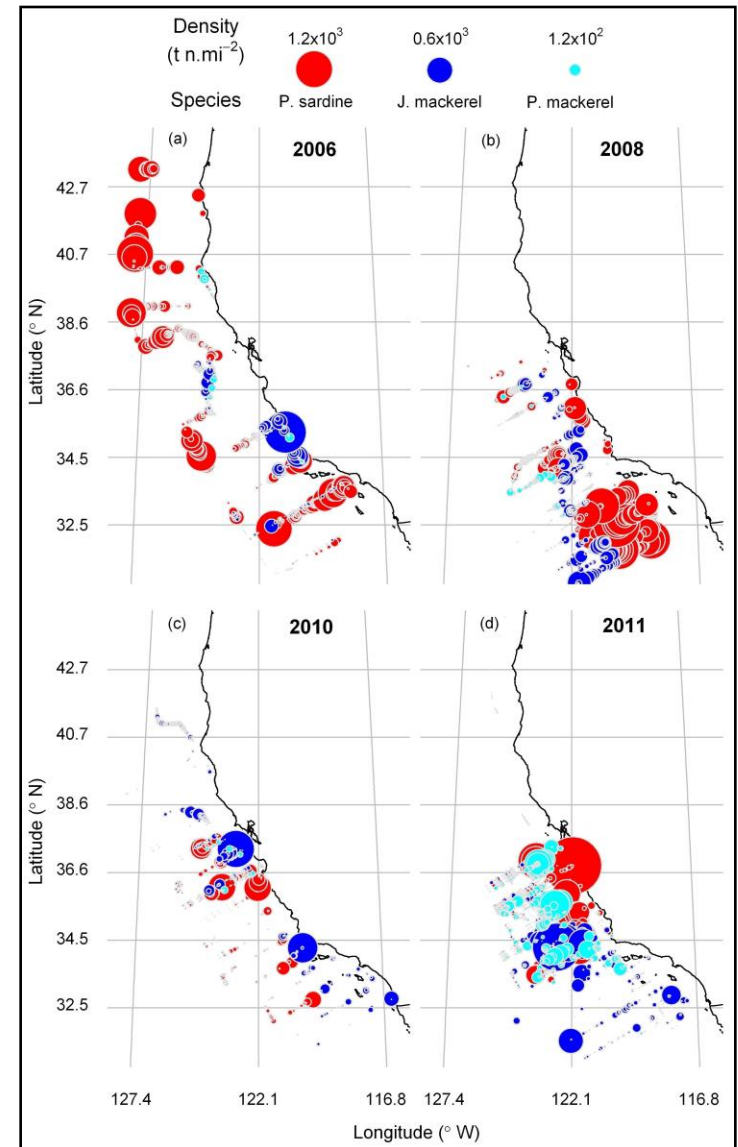 Density
(t n.mi⁻²)
1.2x10³ 0.6x10³ 1.2x10²
Species P. sardine J. mackerel P. mackerel
(a) 2006 (b) 2008
42.7
40.7
38.6
36.6
34.5
32.5
Latitude (° N)
(c) 2010 (d) 2011
42.7
40.7
38.6
36.6
34.5
32.5
Latitude (° N)
127.4 122.1 116.8 127.4 122.1 116.8
Longitude (° W)